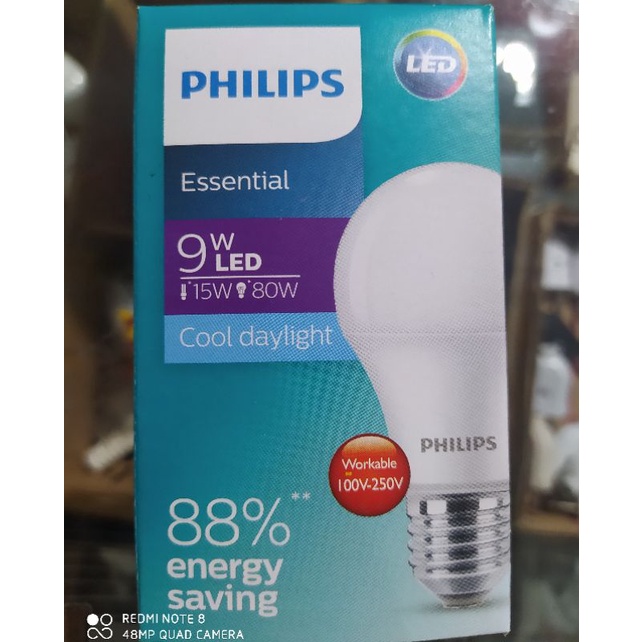 PHILIPS
LED
Essential
9W
LED
*15W *80W
Cool daylight
PHILIPS
Workable
100V-250V
88%**
energy
saving
REDMI NOTE 8
48MP QUAD CAMERA